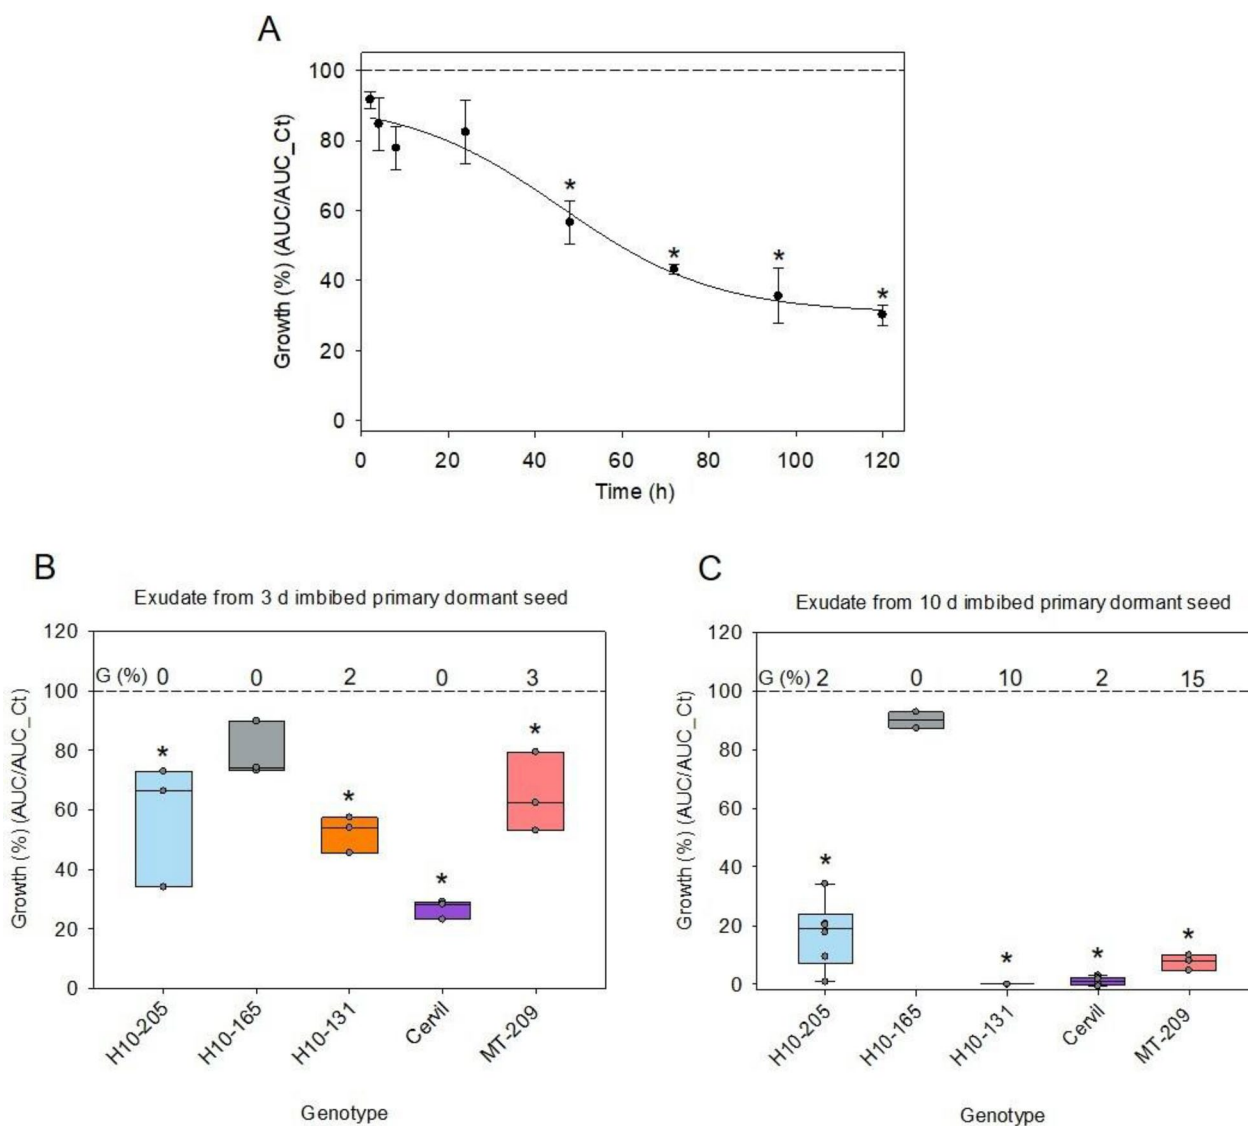 A
Growth (%) (AUC/AUC_Ct)
100
80
60
40
20
0
*
*
*
*
0 20 40 60 80 100 120
Time (h)
B
Exudate from 3 d imbibed primary dormant seed
Growth (%) (AUC/AUC_Ct)
120
100
80
60
40
20
0
G (%) 0 0 2 0 3
*
*
*
*
H10-205
H10-165
H10-131
Cervil
MT-209
Genotype
C
Exudate from 10 d imbibed primary dormant seed
Growth (%) (AUC/AUC_Ct)
120
100
80
60
40
20
0
G (%) 2 0 10 2 15
*
*
*
*
H10-205
H10-165
H10-131
Cervil
MT-209
Genotype